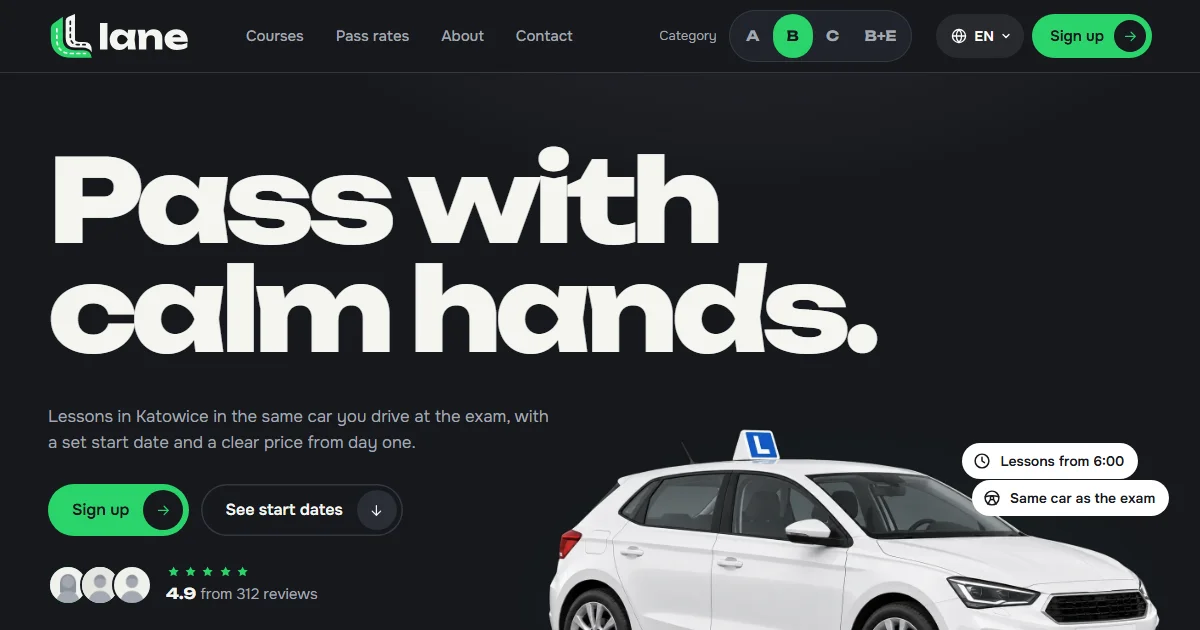 lane
Courses
Pass rates
About
Contact
Category
A
B
C
B+E
EN
Sign up
Pass with
calm hands.
Lessons in Katowice in the same car you drive at the exam, with
a set start date and a clear price from day one.
L
Lessons from 6:00
Same car as the exam
Sign up
See start dates
4.9 from 312 reviews